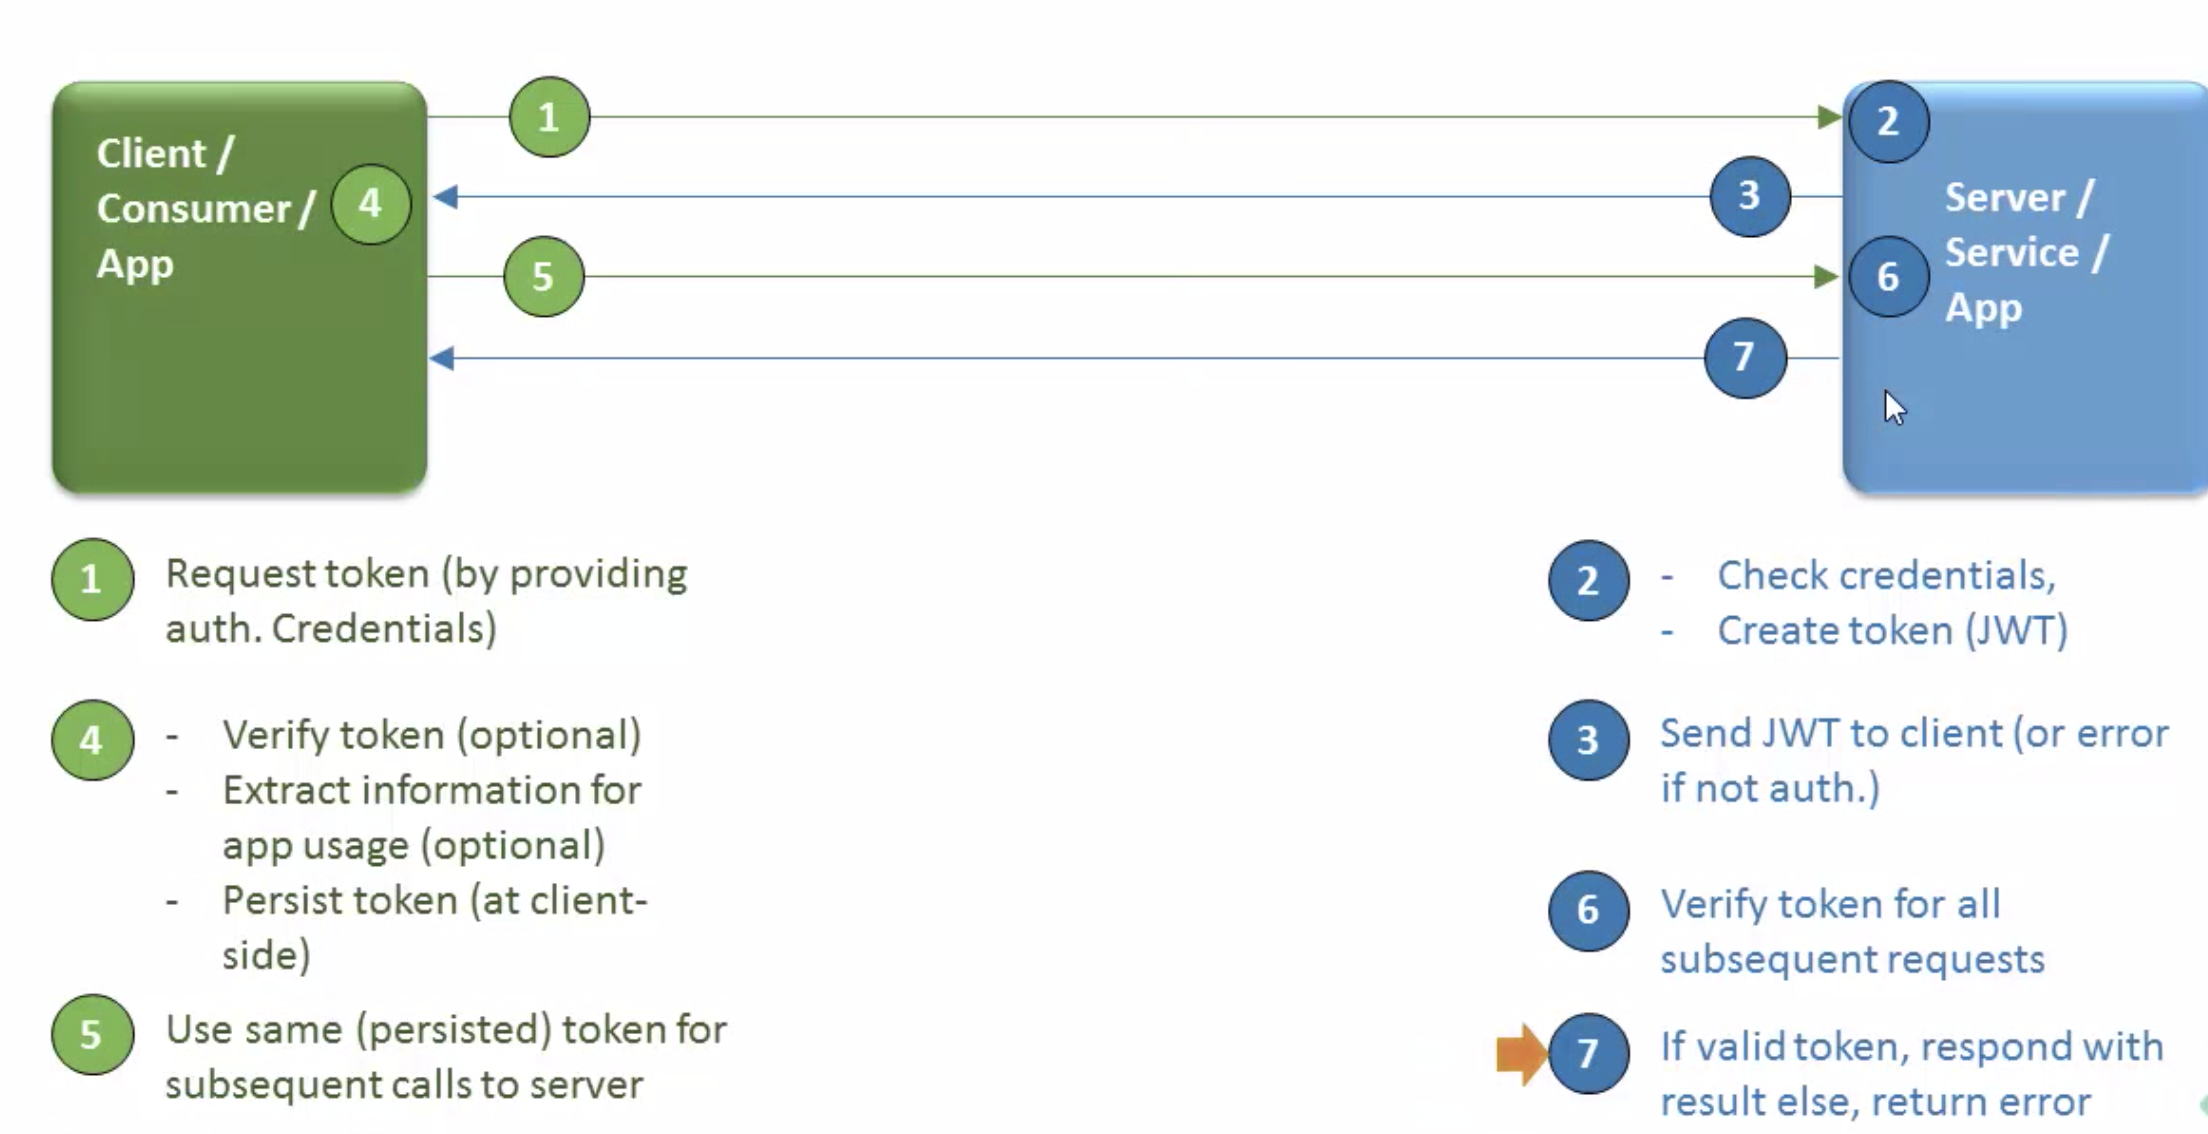 1
2
Client /
Consumer /
App
4
3
Server /
Service /
App
5
6
7
1
Request token (by providing
auth. Credentials)
2
- Check credentials,
- Create token (JWT)
4
- Verify token (optional)
- Extract information for
app usage (optional)
- Persist token (at client-
side)
3
Send JWT to client (or error
if not auth.)
6
Verify token for all
subsequent requests
5
Use same (persisted) token for
subsequent calls to server
7
If valid token, respond with
result else, return error